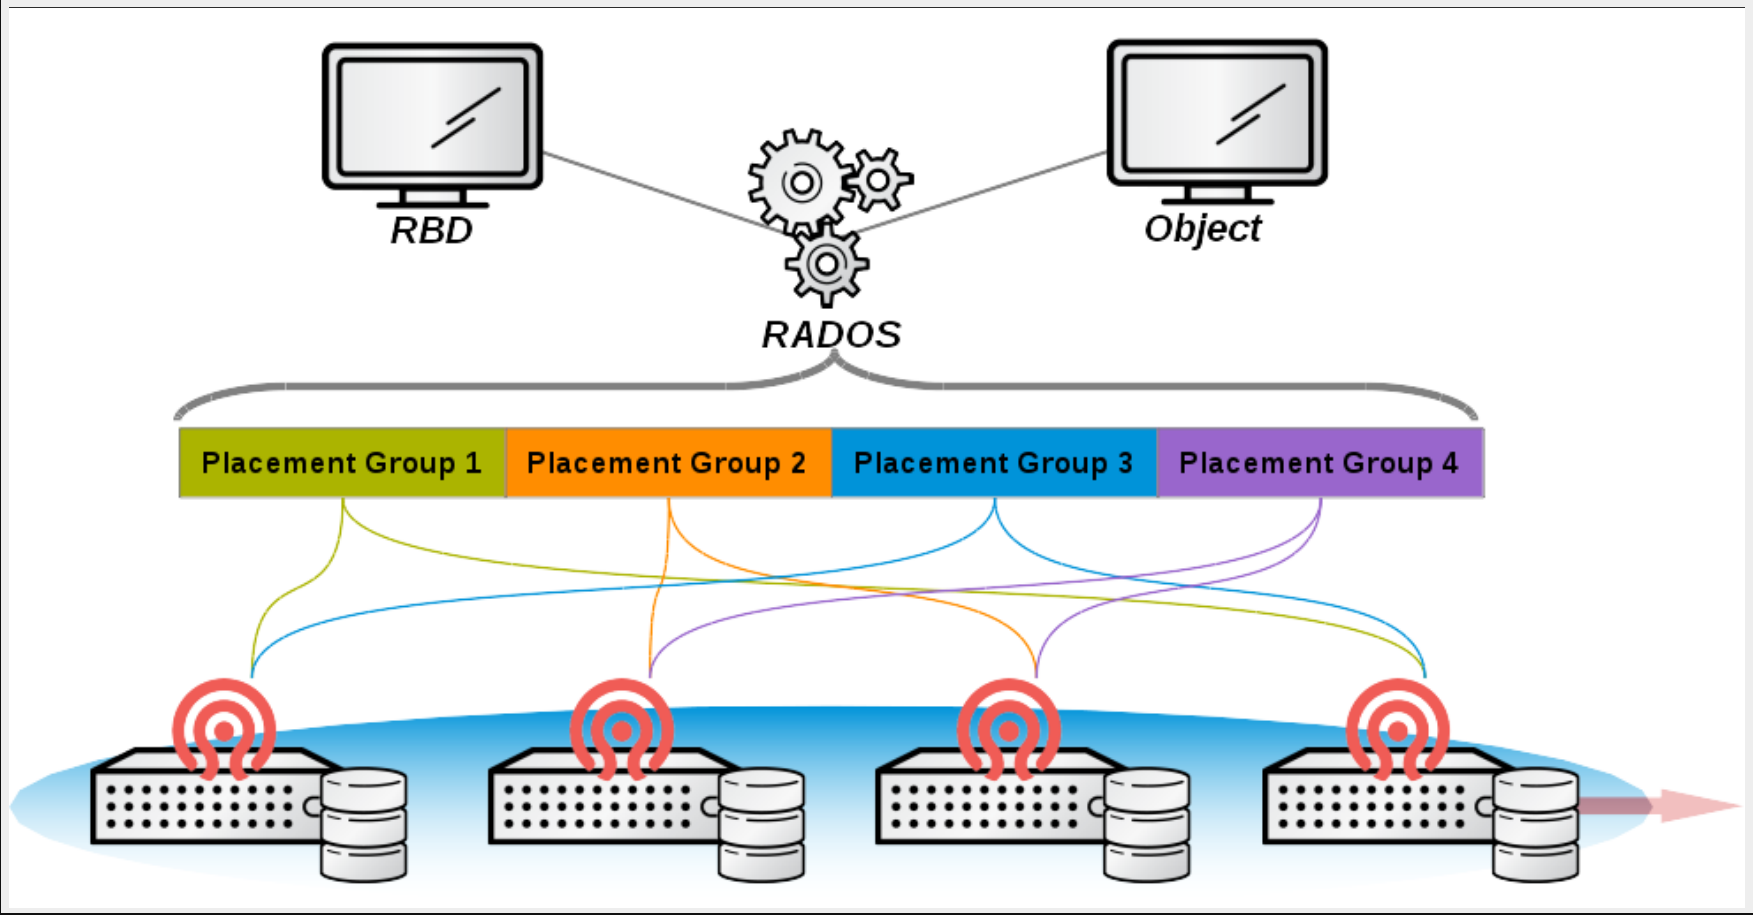 RBD
Object
RADOS
Placement Group 1
Placement Group 2
Placement Group 3
Placement Group 4